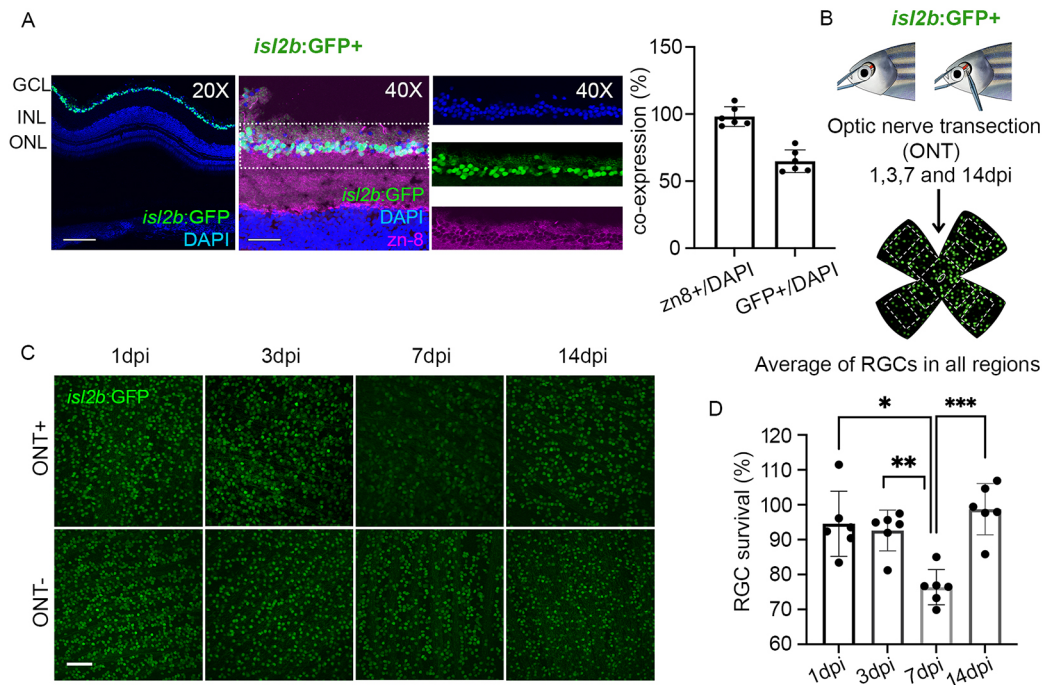 A
isl2b:GFP+
GCL
INL
ONL
20X
isl2b:GFP
DAPI
40X
isl2b:GFP
DAPI
zn-8
40X
co-expression (%)
150
100
50
0
zn8+/DAPI
GFP+/DAPI
B
isl2b:GFP+
Optic nerve transection
(ONT)
1,3,7 and 14dpi
Average of RGCs in all regions
C
1dpi
3dpi
7dpi
14dpi
isl2b:GFP
ONT+
ONT-
D
*
***
**
RGC survival (%)
120
110
100
90
80
70
60
1dpi
3dpi
7dpi
14dpi